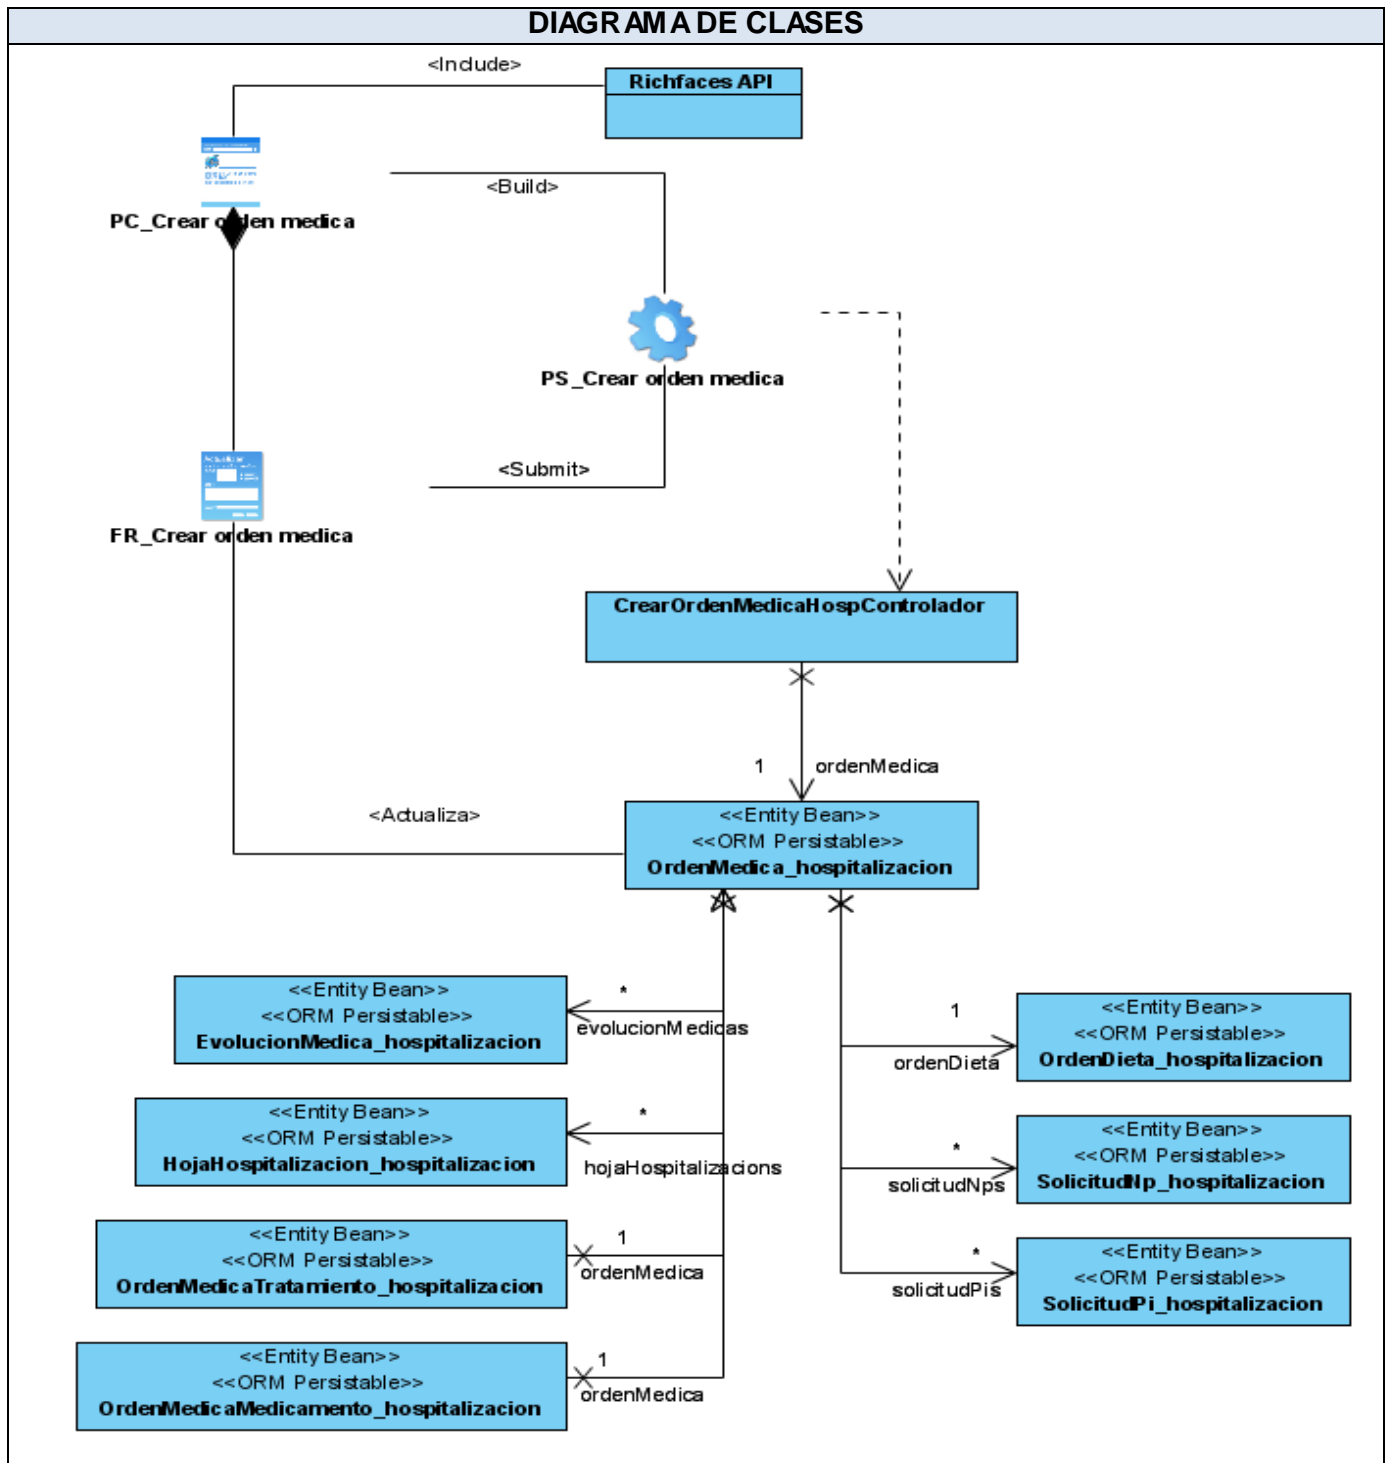 DIAGRAMA DE CLASES
<Include>
Richfaces API
PC_Crear orden medica
<Build>
PS_Crear orden medica
<Submit>
Actualizar
FR_Crear orden medica
CrearOrdenMedicaHospControlador
1
ordenMedica
<Actualiza>
<<Entity Bean>>
<<ORM Persistable>>
OrdenMedica_hospitalizacion
<<Entity Bean>>
<<ORM Persistable>>
EvolucionMedica_hospitalizacion
*
evolucionMedicas
1
ordenDieta
<<Entity Bean>>
<<ORM Persistable>>
OrdenDieta_hospitalizacion
<<Entity Bean>>
<<ORM Persistable>>
HojaHospitalizacion_hospitalizacion
*
hojaHospitalizacions
*
solicitudNps
<<Entity Bean>>
<<ORM Persistable>>
SolicitudNp_hospitalizacion
<<Entity Bean>>
<<ORM Persistable>>
OrdenMedicaTratamiento_hospitalizacion
1
ordenMedica
*
solicitudPis
<<Entity Bean>>
<<ORM Persistable>>
SolicitudPi_hospitalizacion
<<Entity Bean>>
<<ORM Persistable>>
OrdenMedicaMedicamento_hospitalizacion
1
ordenMedica